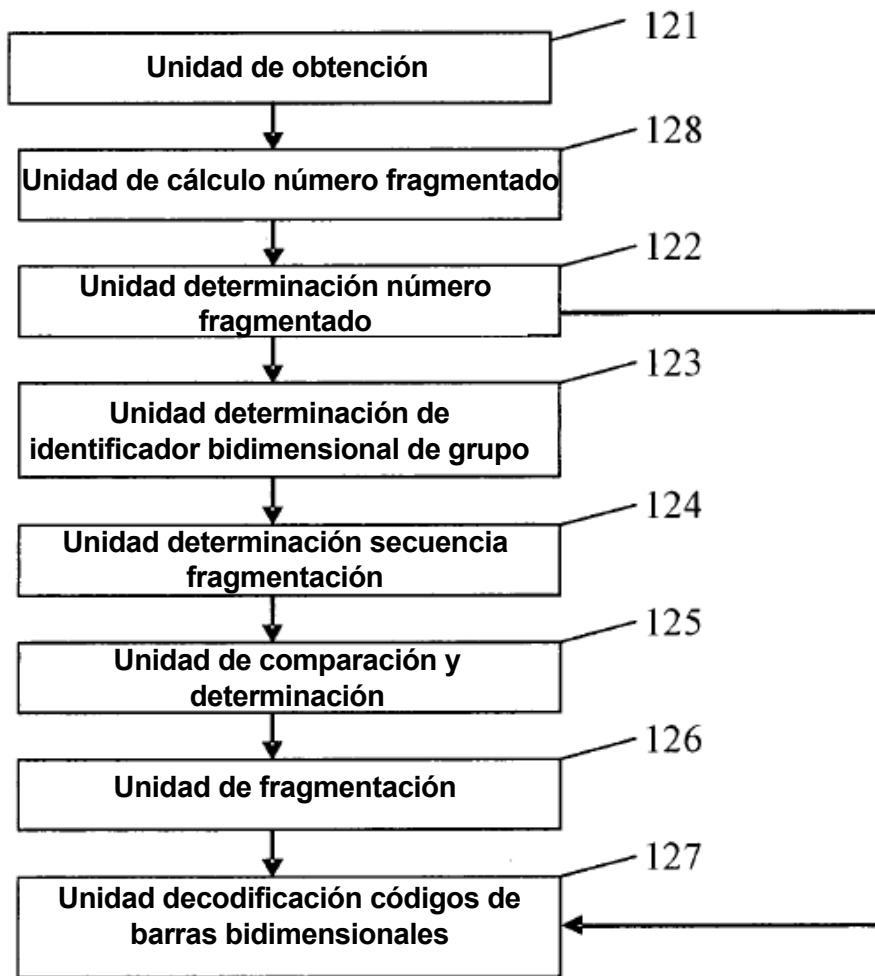 121
Unidad de obtención
128
Unidad de cálculo número fragmentado
122
Unidad determinación número
fragmentado
123
Unidad determinación de
identificador bidimensional de grupo
124
Unidad determinación secuencia
fragmentación
125
Unidad de comparación y
determinación
126
Unidad de fragmentación
127
Unidad decodificación códigos de
barras bidimensionales